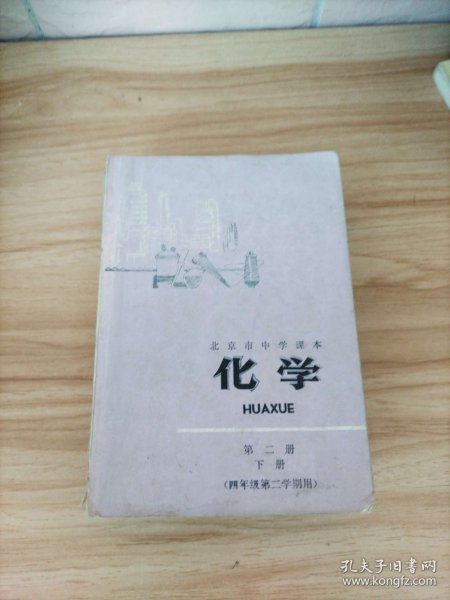 北京市中学课本
化学
HUAXUE
第二册
下册
(四年级第二学期用)
孔夫子旧书网
www.kongfz.com